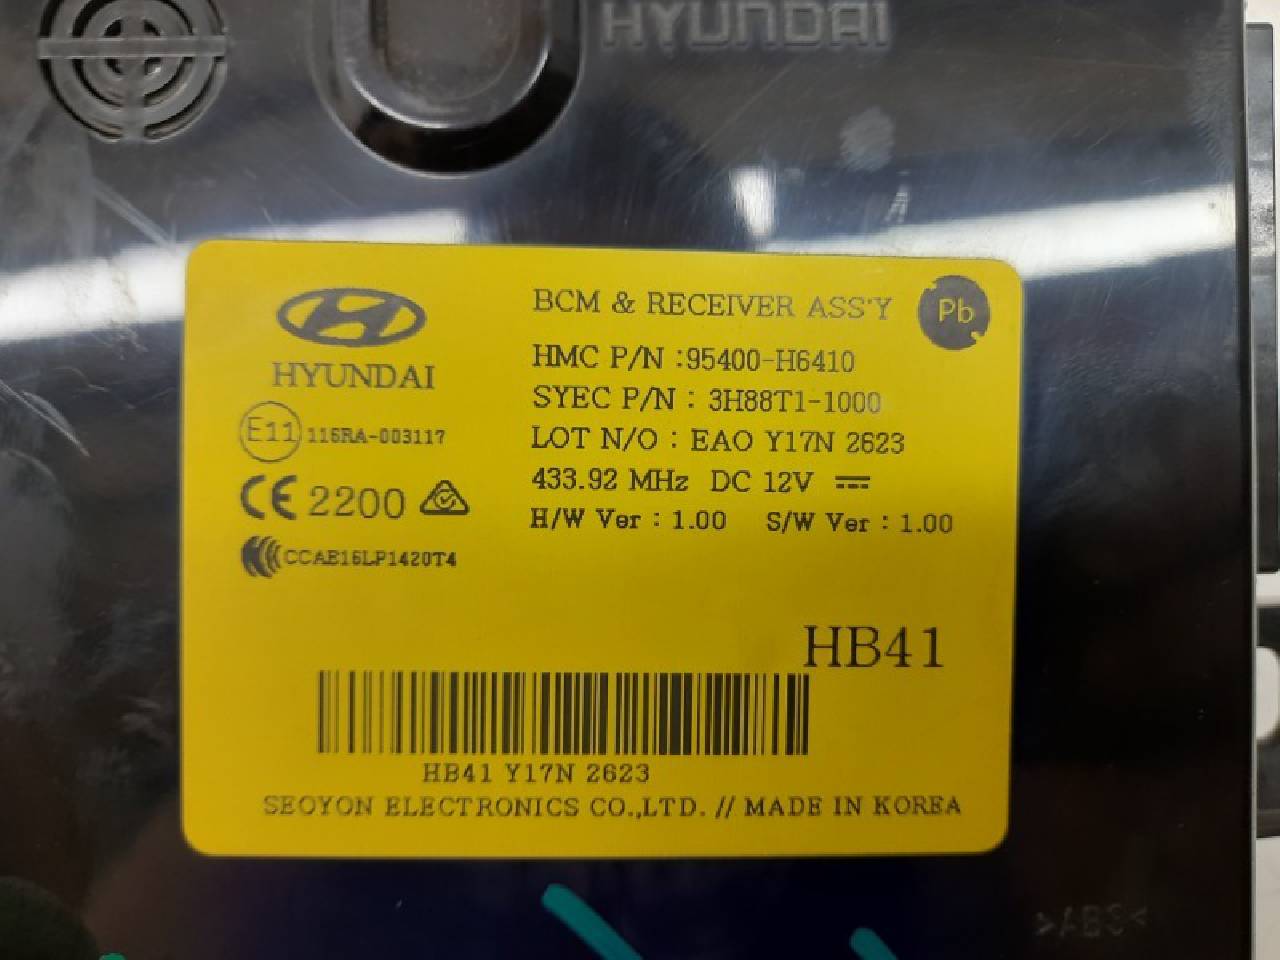 HYUNDAI
BCM & RECEIVER ASS'Y
Pb
HYUNDAI
HMC P/N :95400-H6410
SYEC P/N : 3H88T1-1000
E11 116RA-003117
LOT N/O : EAO Y17N 2623
CE 2200
433.92 MHz DC 12V
H/W Ver : 1.00 S/W Ver : 1.00
CCAE16LP1420T4
HB41
HB41 Y17N 2623
SEOYON ELECTRONICS CO.,LTD. // MADE IN KOREA
>ABS<